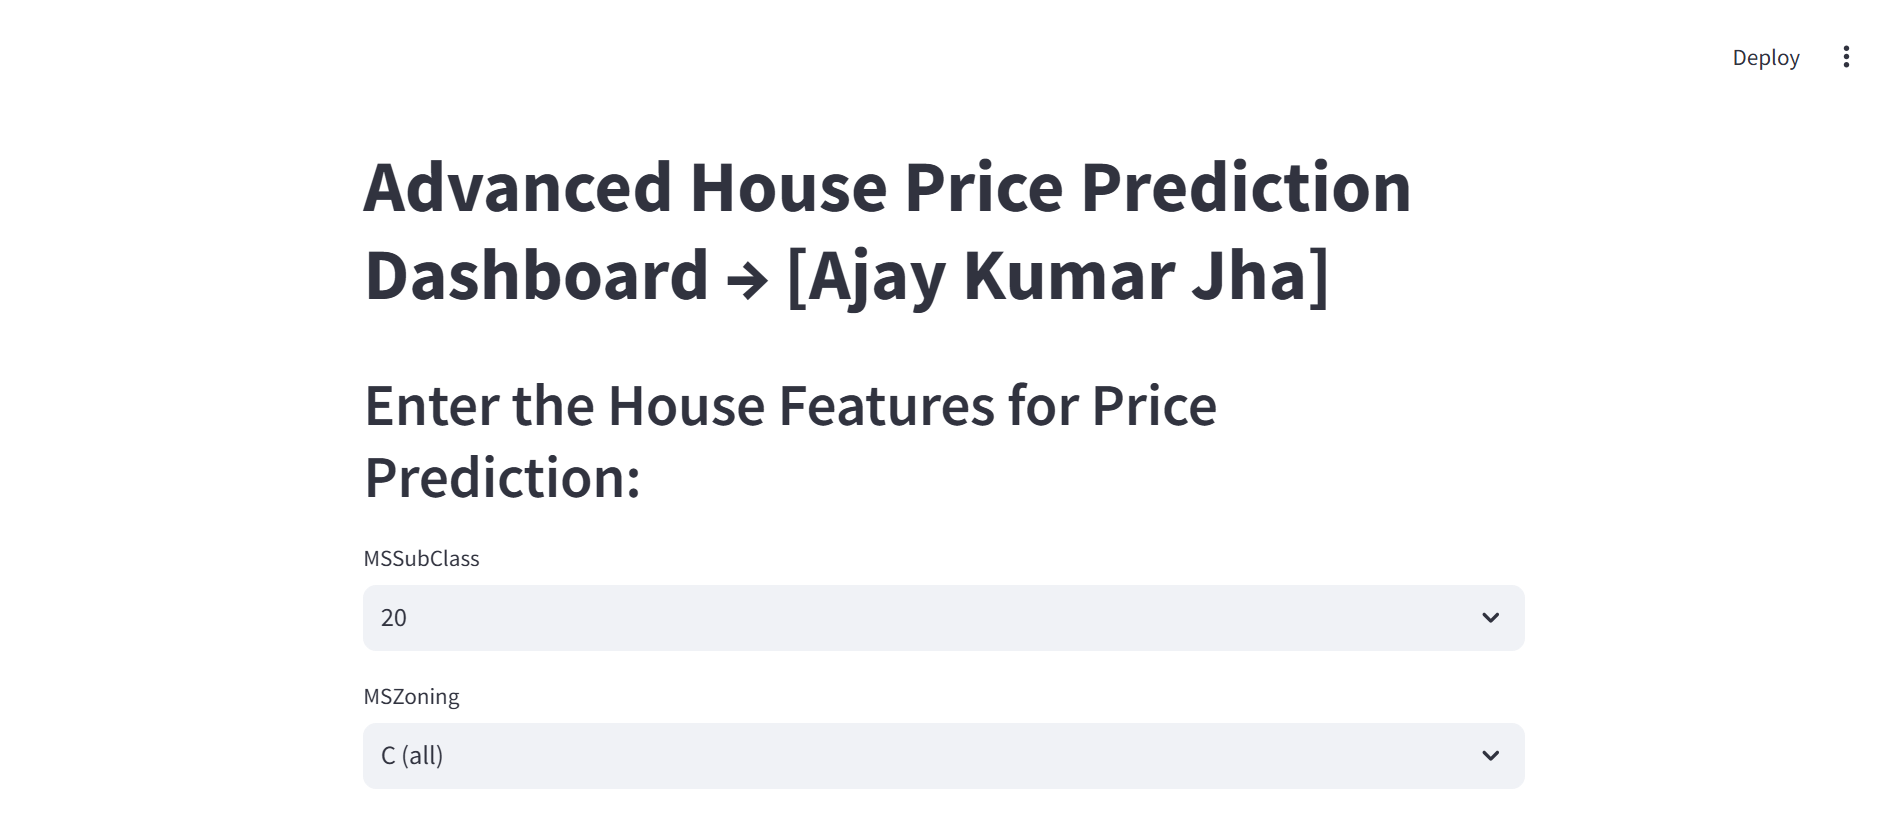 Deploy
Advanced House Price Prediction
Dashboard → [Ajay Kumar Jha]
Enter the House Features for Price
Prediction:
MSSubClass
20
MSZoning
C (all)